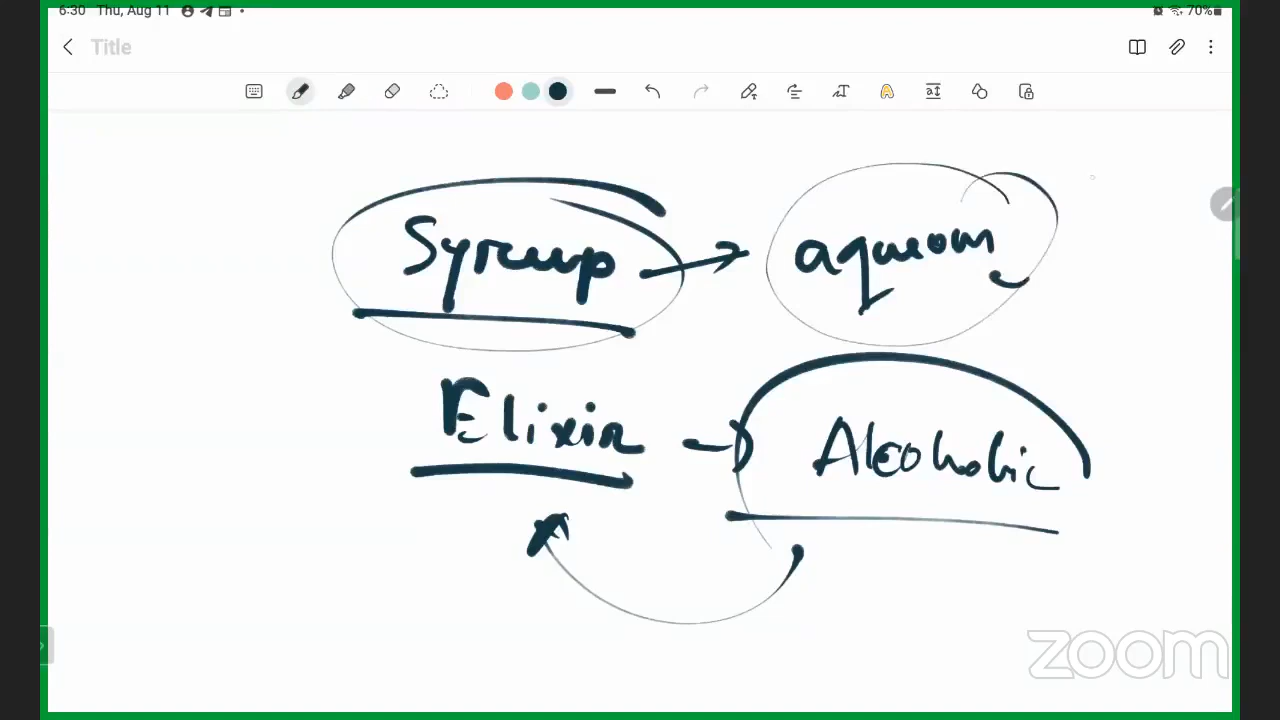 6:30 Thu, Aug 11
70%
Title
Syrup → aqueous
Elixir → Alcoholic
zoom